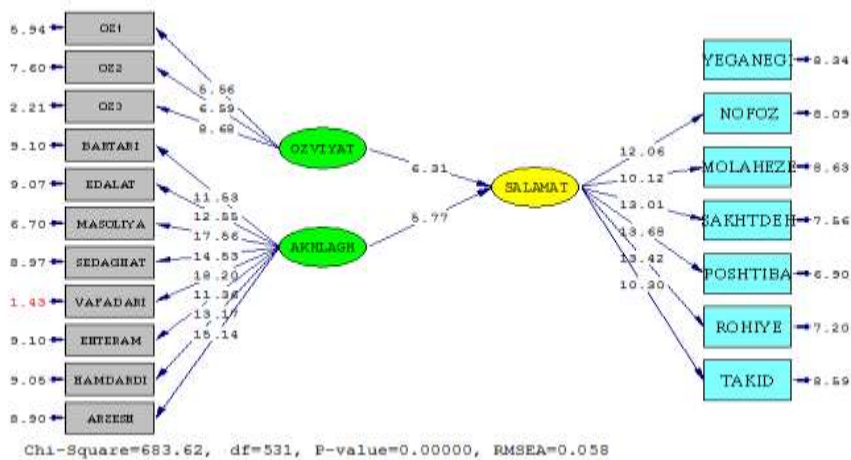 5.94 OZ1
7.60 OZ2
2.21 OZ3
9.10 BARTARI
9.07 EDALAT
6.70 MASOLIYA
8.97 SEDAGHAT
1.43 VAFADARI
9.10 EHTERAM
9.05 HAMDARDI
8.90 ARZESH
5.56
6.59
8.68
OZVIYAT
AKHLAGH
11.53
12.55
17.56
14.53
18.20
11.36
13.17
15.14
6.31
5.77
SALAMAT
12.06
10.12
13.01
13.68
13.42
10.30
YEGANEGI 8.34
NOFOZ 8.09
MOLAHEZE 8.63
SAKHTDEH 7.56
POSHTIBA 6.90
ROHIYE 7.20
TAKID 8.59
Chi-Square=683.62, df=531, P-value=0.00000, RMSEA=0.058